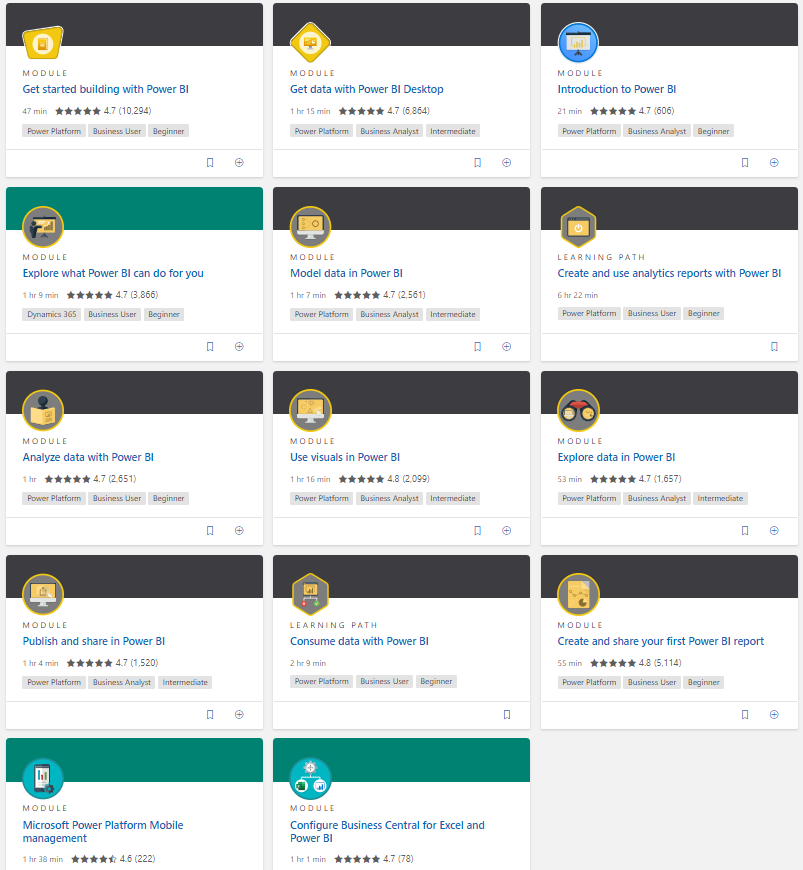 MODULE
Get started building with Power BI
47 min 4.7 (10,294)
Power Platform Business User Beginner
MODULE
Get data with Power BI Desktop
1 hr 15 min 4.7 (6,864)
Power Platform Business Analyst Intermediate
MODULE
Introduction to Power BI
21 min 4.7 (606)
Power Platform Business Analyst Beginner
MODULE
Explore what Power BI can do for you
1 hr 9 min 4.7 (3,866)
Dynamics 365 Business User Beginner
MODULE
Model data in Power BI
1 hr 7 min 4.7 (2,561)
Power Platform Business Analyst Intermediate
LEARNING PATH
Create and use analytics reports with Power BI
6 hr 22 min
Power Platform Business User Beginner
MODULE
Analyze data with Power BI
1 hr 4.7 (2,651)
Power Platform Business User Beginner
MODULE
Use visuals in Power BI
1 hr 16 min 4.8 (2,099)
Power Platform Business Analyst Intermediate
MODULE
Explore data in Power BI
53 min 4.7 (1,657)
Power Platform Business Analyst Intermediate
MODULE
Publish and share in Power BI
1 hr 4 min 4.7 (1,520)
Power Platform Business Analyst Intermediate
LEARNING PATH
Consume data with Power BI
2 hr 9 min
Power Platform Business User Beginner
MODULE
Create and share your first Power BI report
55 min 4.8 (5,114)
Power Platform Business User Beginner
MODULE
Microsoft Power Platform Mobile
management
1 hr 38 min 4.6 (222)
MODULE
Configure Business Central for Excel and
Power BI
1 hr 1 min 4.7 (78)